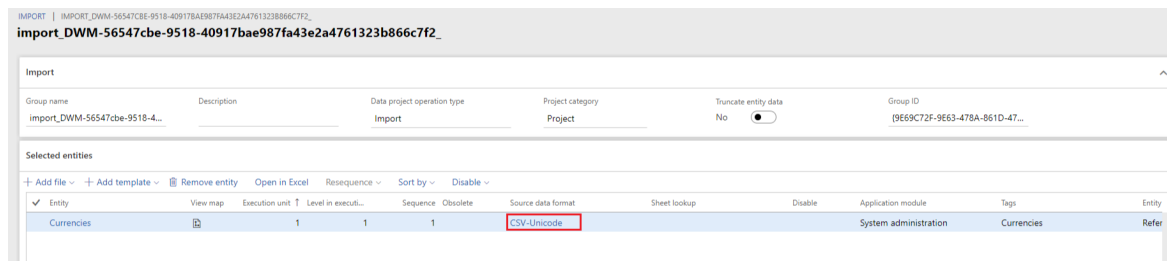 IMPORT | IMPORT_DWM-56547CBE-9518-40917BAE987FA43E2A4761323B866C7F2_
import_DWM-56547cbe-9518-40917bae987fa43e2a4761323b866c7f2_
Import
Group name Description Data project operation type Project category Truncate entity data Group ID
import_DWM-56547cbe-9518-4... Import Project No {9E69C72F-9E63-478A-861D-47...
Selected entities
Add file Add template Remove entity Open in Excel Resequence Sort by Disable
Entity View map Execution unit Level in executi... Sequence Obsolete Source data format Sheet lookup Disable Application module Tags Entity
Currencies 1 1 1 CSV-Unicode System administration Currencies Refer